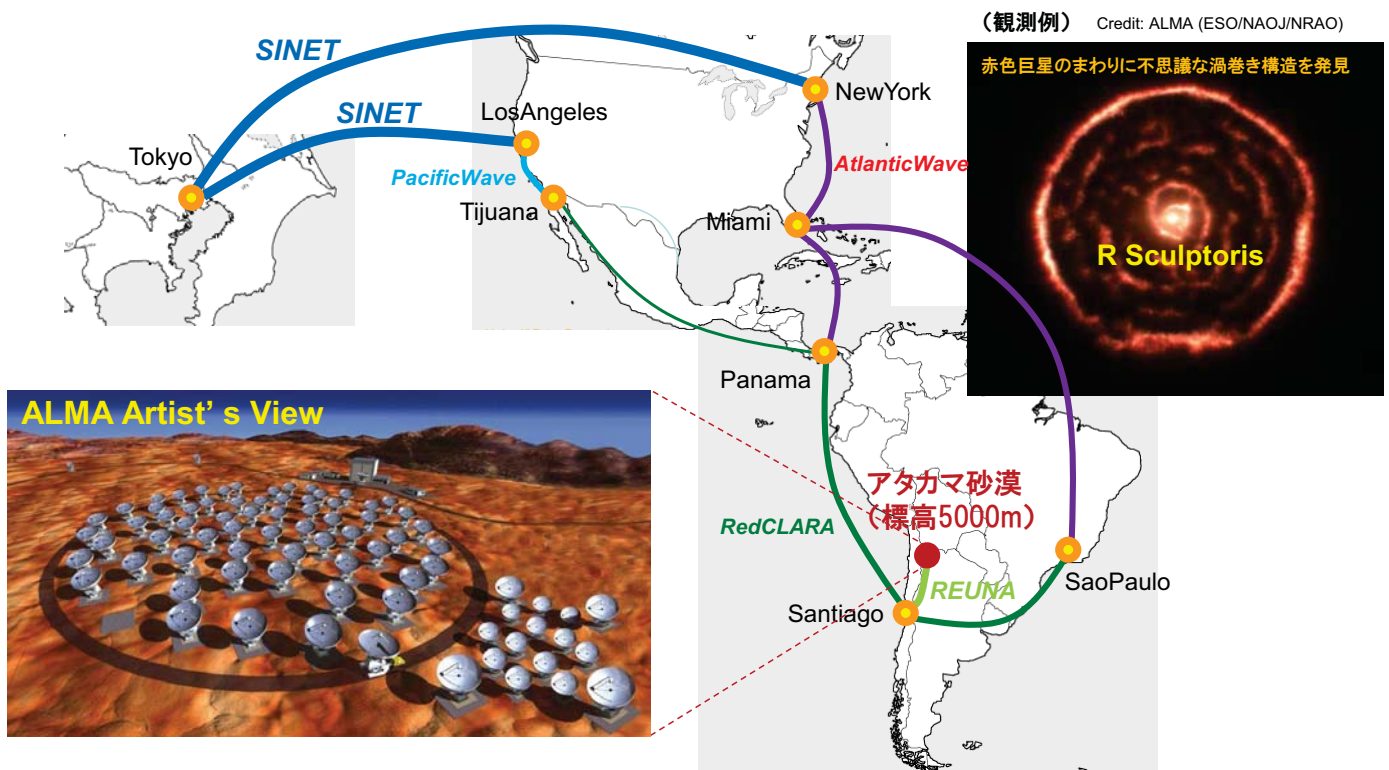 （観測例） Credit: ALMA (ESO/NAOJ/NRAO)
赤色巨星のまわりに不思議な渦巻き構造を発見
R Sculptoris
SINET
SINET
NewYork
LosAngeles
Tokyo
PacificWave
AtlanticWave
Tijuana
Miami
Panama
ALMA Artist’ s View
アタカマ砂漠
（標高5000m）
RedCLARA
REUNA
SaoPaulo
Santiago